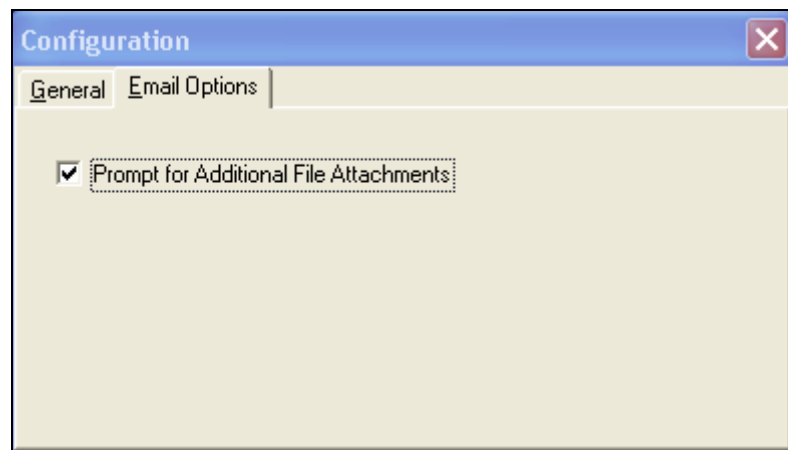 Configuration
General Email Options
Prompt for Additional File Attachments